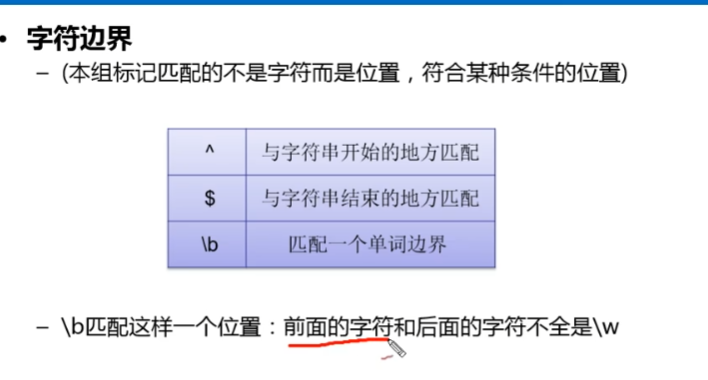 • 字符边界
– (本组标记匹配的不是字符而是位置，符合某种条件的位置)
^ 与字符串开始的地方匹配
$ 与字符串结束的地方匹配
\b 匹配一个单词边界
– \b匹配这样一个位置：前面的字符和后面的字符不全是\w